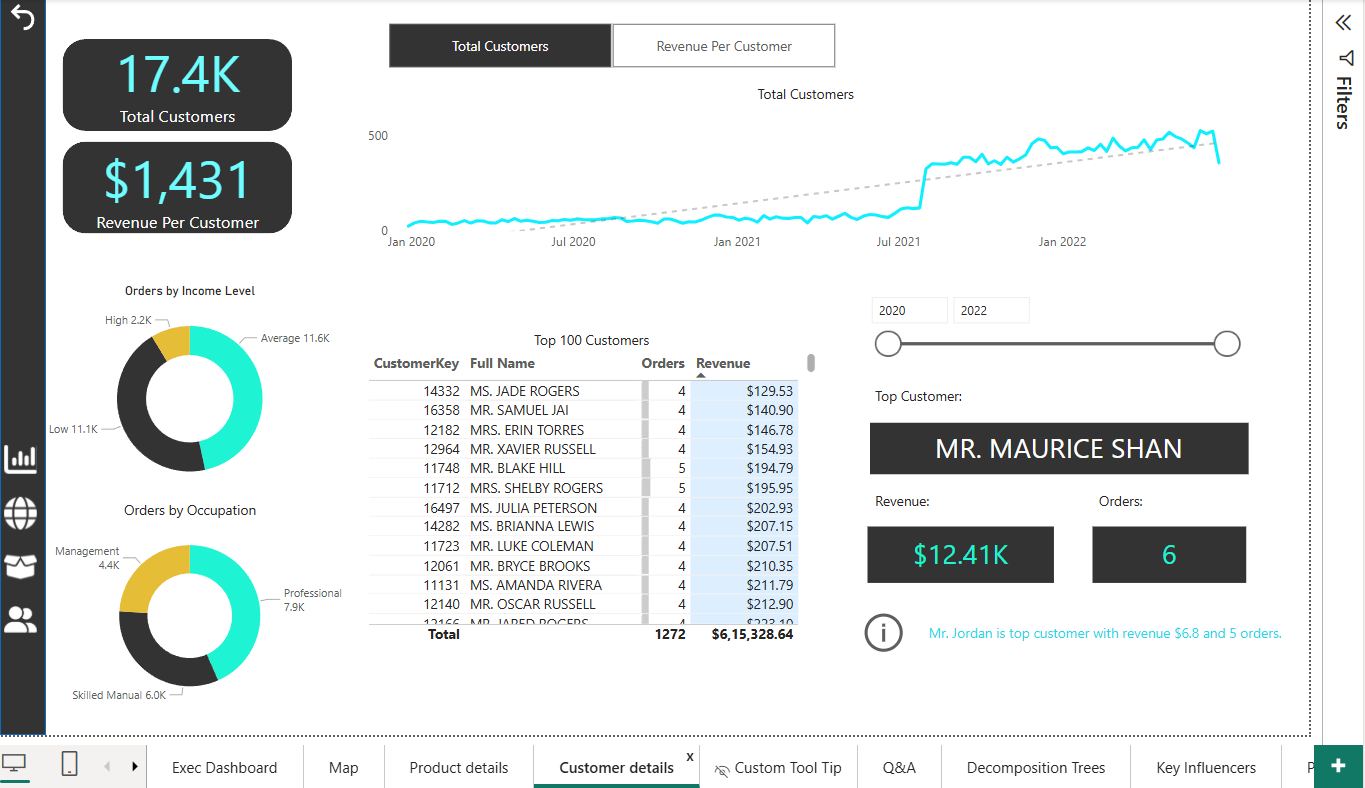 Total Customers
Revenue Per Customer
17.4K
Total Customers
$1,431
Revenue Per Customer
Total Customers
500
0
Jan 2020
Jul 2020
Jan 2021
Jul 2021
Jan 2022
Filters
Orders by Income Level
High 2.2K
Average 11.6K
Low 11.1K
Orders by Occupation
Management
4.4K
Professional
7.9K
Skilled Manual 6.0K
Top 100 Customers
CustomerKey Full Name Orders Revenue
14332 MS. JADE ROGERS 4 $129.53
16358 MR. SAMUEL JAI 4 $140.90
12182 MRS. ERIN TORRES 4 $146.78
12964 MR. XAVIER RUSSELL 4 $154.93
11748 MR. BLAKE HILL 5 $194.79
11712 MRS. SHELBY ROGERS 5 $195.95
16497 MS. JULIA PETERSON 4 $202.93
14282 MS. BRIANNA LEWIS 4 $207.15
11723 MR. LUKE COLEMAN 4 $207.51
12061 MR. BRYCE BROOKS 4 $210.35
11131 MS. AMANDA RIVERA 4 $211.79
12140 MR. OSCAR RUSSELL 4 $212.90
12166 MR. JARED ROGERS 4 $223.10
Total 1272 $6,15,328.64
2020
2022
Top Customer:
MR. MAURICE SHAN
Revenue:
Orders:
$12.41K
6
Mr. Jordan is top customer with revenue $6.8 and 5 orders.
Exec Dashboard
Map
Product details
Customer details
x
Custom Tool Tip
Q&A
Decomposition Trees
Key Influencers
P